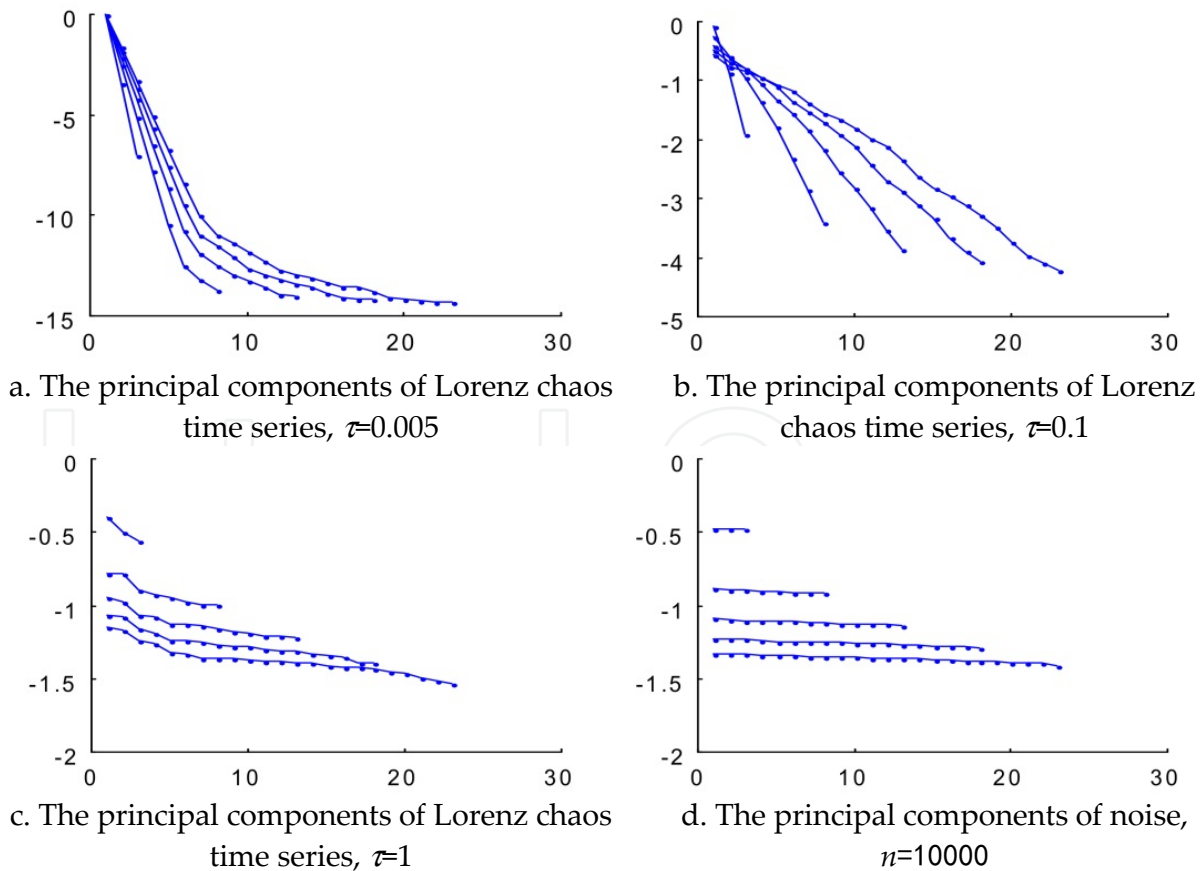 0
-5
-10
-15
0 10 20 30
a. The principal components of Lorenz chaos
time series, τ=0.005
0
-1
-2
-3
-4
-5
0 10 20 30
b. The principal components of Lorenz
chaos time series, τ=0.1
0
-0.5
-1
-1.5
-2
0 10 20 30
c. The principal components of Lorenz chaos
time series, τ=1
0
-0.5
-1
-1.5
-2
0 10 20 30
d. The principal components of noise,
n=10000